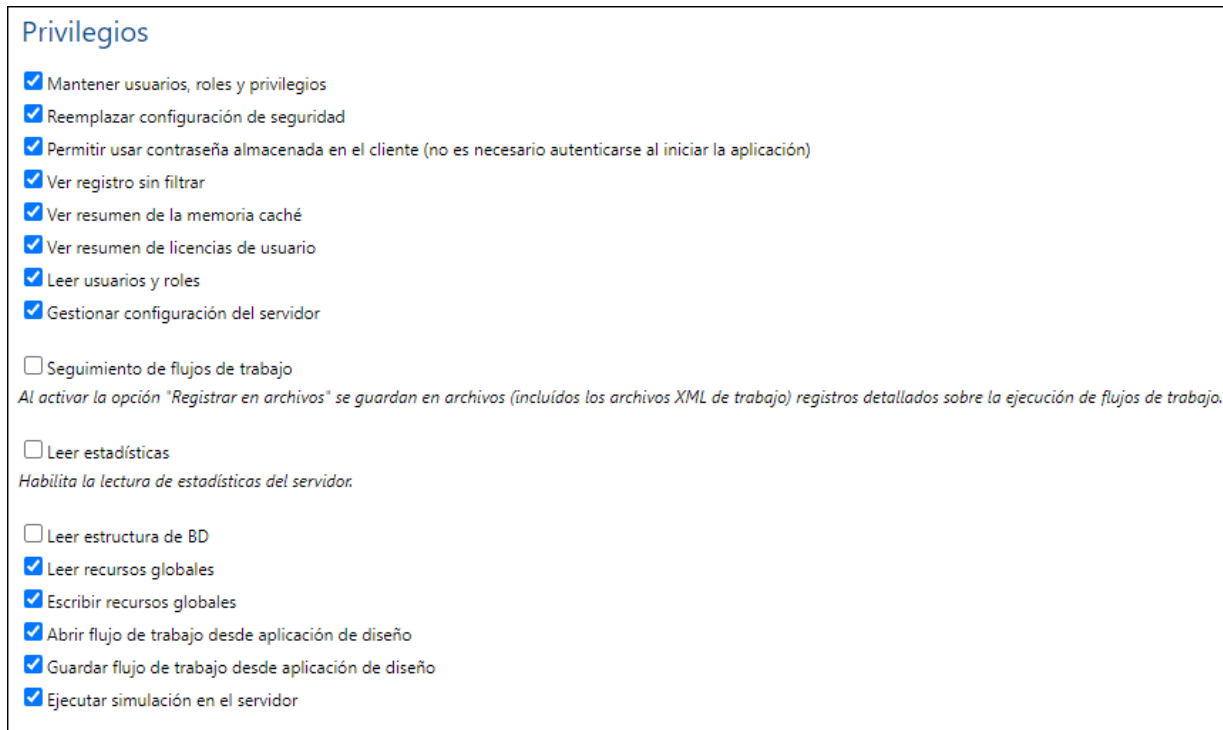 Privilegios
Mantener usuarios, roles y privilegios
Reemplazar configuración de seguridad
Permitir usar contraseña almacenada en el cliente (no es necesario autenticarse al iniciar la aplicación)
Ver registro sin filtrar
Ver resumen de la memoria caché
Ver resumen de licencias de usuario
Leer usuarios y roles
Gestionar configuración del servidor
Seguimiento de flujos de trabajo
Al activar la opción "Registrar en archivos" se guardan en archivos (incluídos los archivos XML de trabajo) registros detallados sobre la ejecución de flujos de trabajo.
Leer estadísticas
Habilita la lectura de estadísticas del servidor.
Leer estructura de BD
Leer recursos globales
Escribir recursos globales
Abrir flujo de trabajo desde aplicación de diseño
Guardar flujo de trabajo desde aplicación de diseño
Ejecutar simulación en el servidor